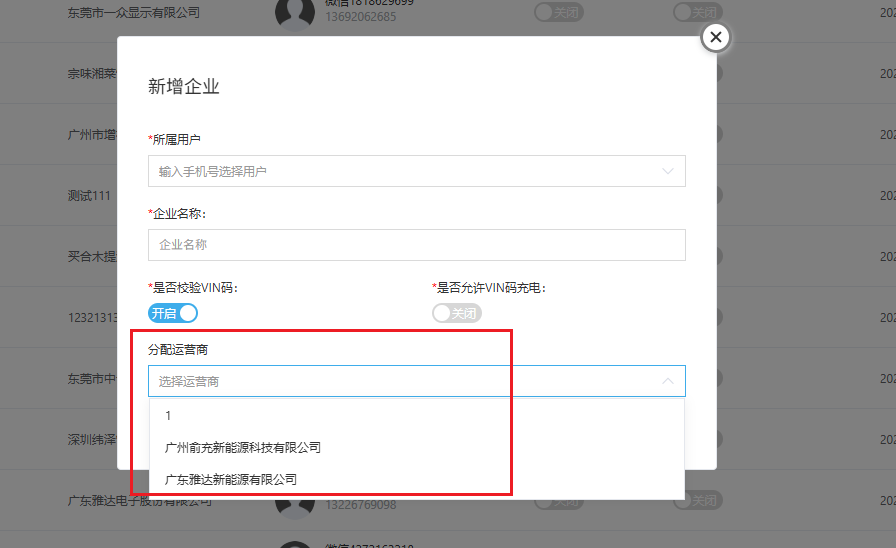 东莞市一众显示有限公司
微信1818629699
13692062685
关闭
关闭
202
宗味湘菜
202
广州市增
202
测试111
202
买合木提
202
12321313
202
东莞市中
202
深圳纬泽
202
广东雅达电子股份有限公司
13226769098
关闭
关闭
202
新增企业
*所属用户
输入手机号选择用户
*企业名称：
企业名称
*是否校验VIN码：
*是否允许VIN码充电：
开启
关闭
分配运营商
选择运营商
1
广州俞充新能源科技有限公司
广东雅达新能源有限公司